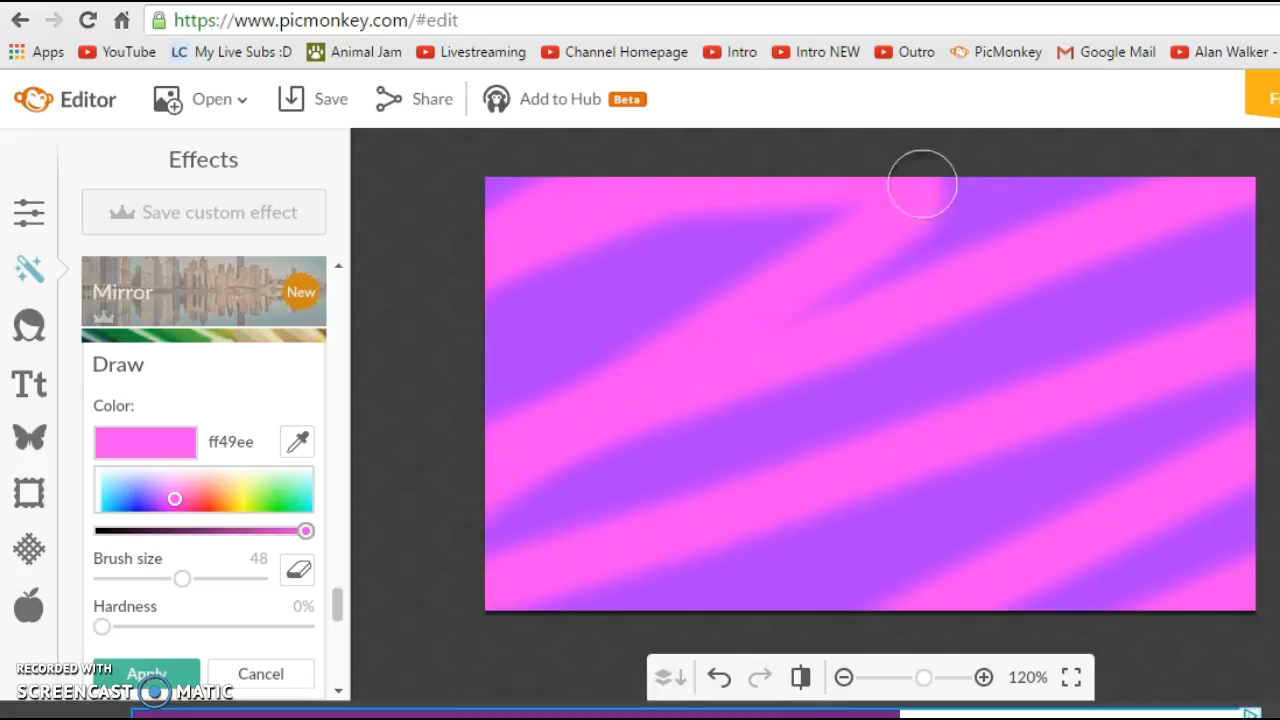 https://www.picmonkey.com/#edit
Apps YouTube LC My Live Subs :D Animal Jam Livestreaming Channel Homepage Intro Intro NEW Outro PicMonkey Google Mail Alan Walker -
Editor Open Save Share Add to Hub Beta
Effects
Save custom effect
Mirror New
Draw
Color:
ff49ee
Brush size 48
Hardness 0%
Apply Cancel
RECORDED WITH
SCREENCAST MATIC
120%